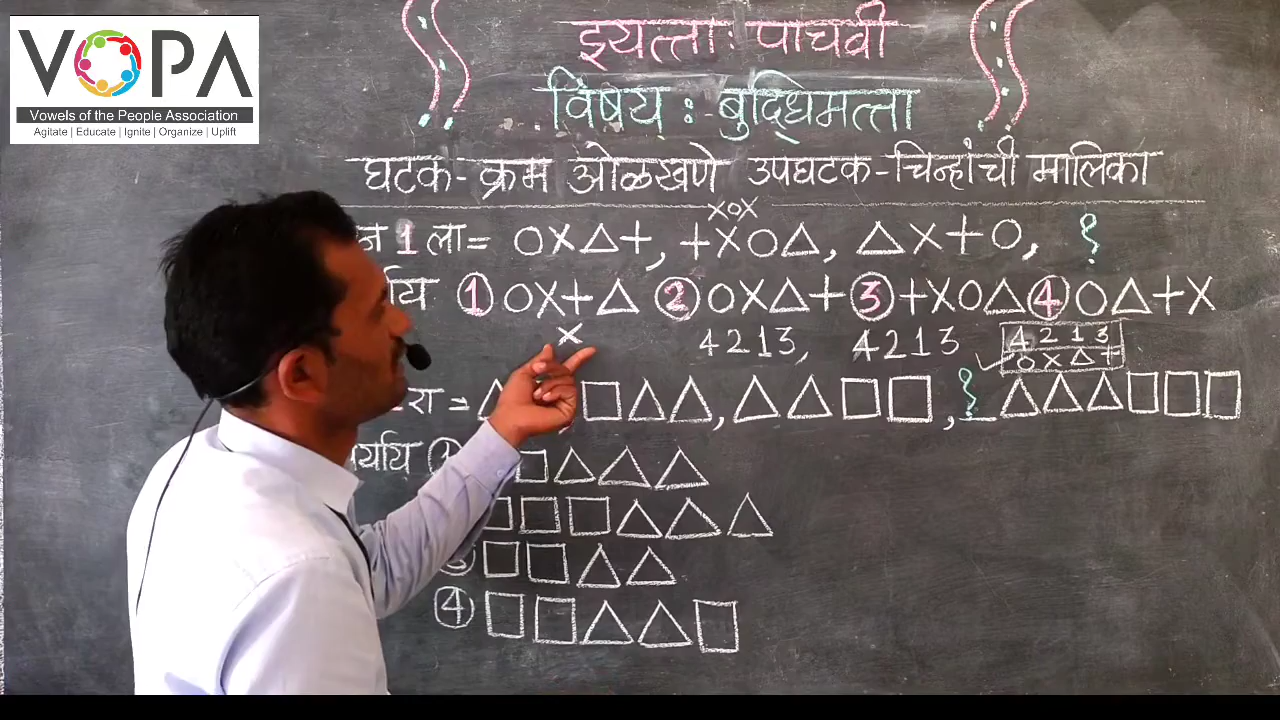 VOPA
Vowels of the People Association
Agitate | Educate | Ignite | Organize | Uplift
इयत्ता: पाचवी
विषय : बुद्धिमत्ता
घटक- क्रम ओळखणे उपघटक-चिन्हांची मालिका
XOX
1 ला= OX△+, +XO△, △X+O, ?
① OX+△ ② OX△+ ③ +XO△ ④ O△+X
X 4213, 4213 4213
OX△+
रा = △ □△△, △△□□, ? △△△□□□
① □△△△
□□□△△△
③ □□△△
④ □□△△□